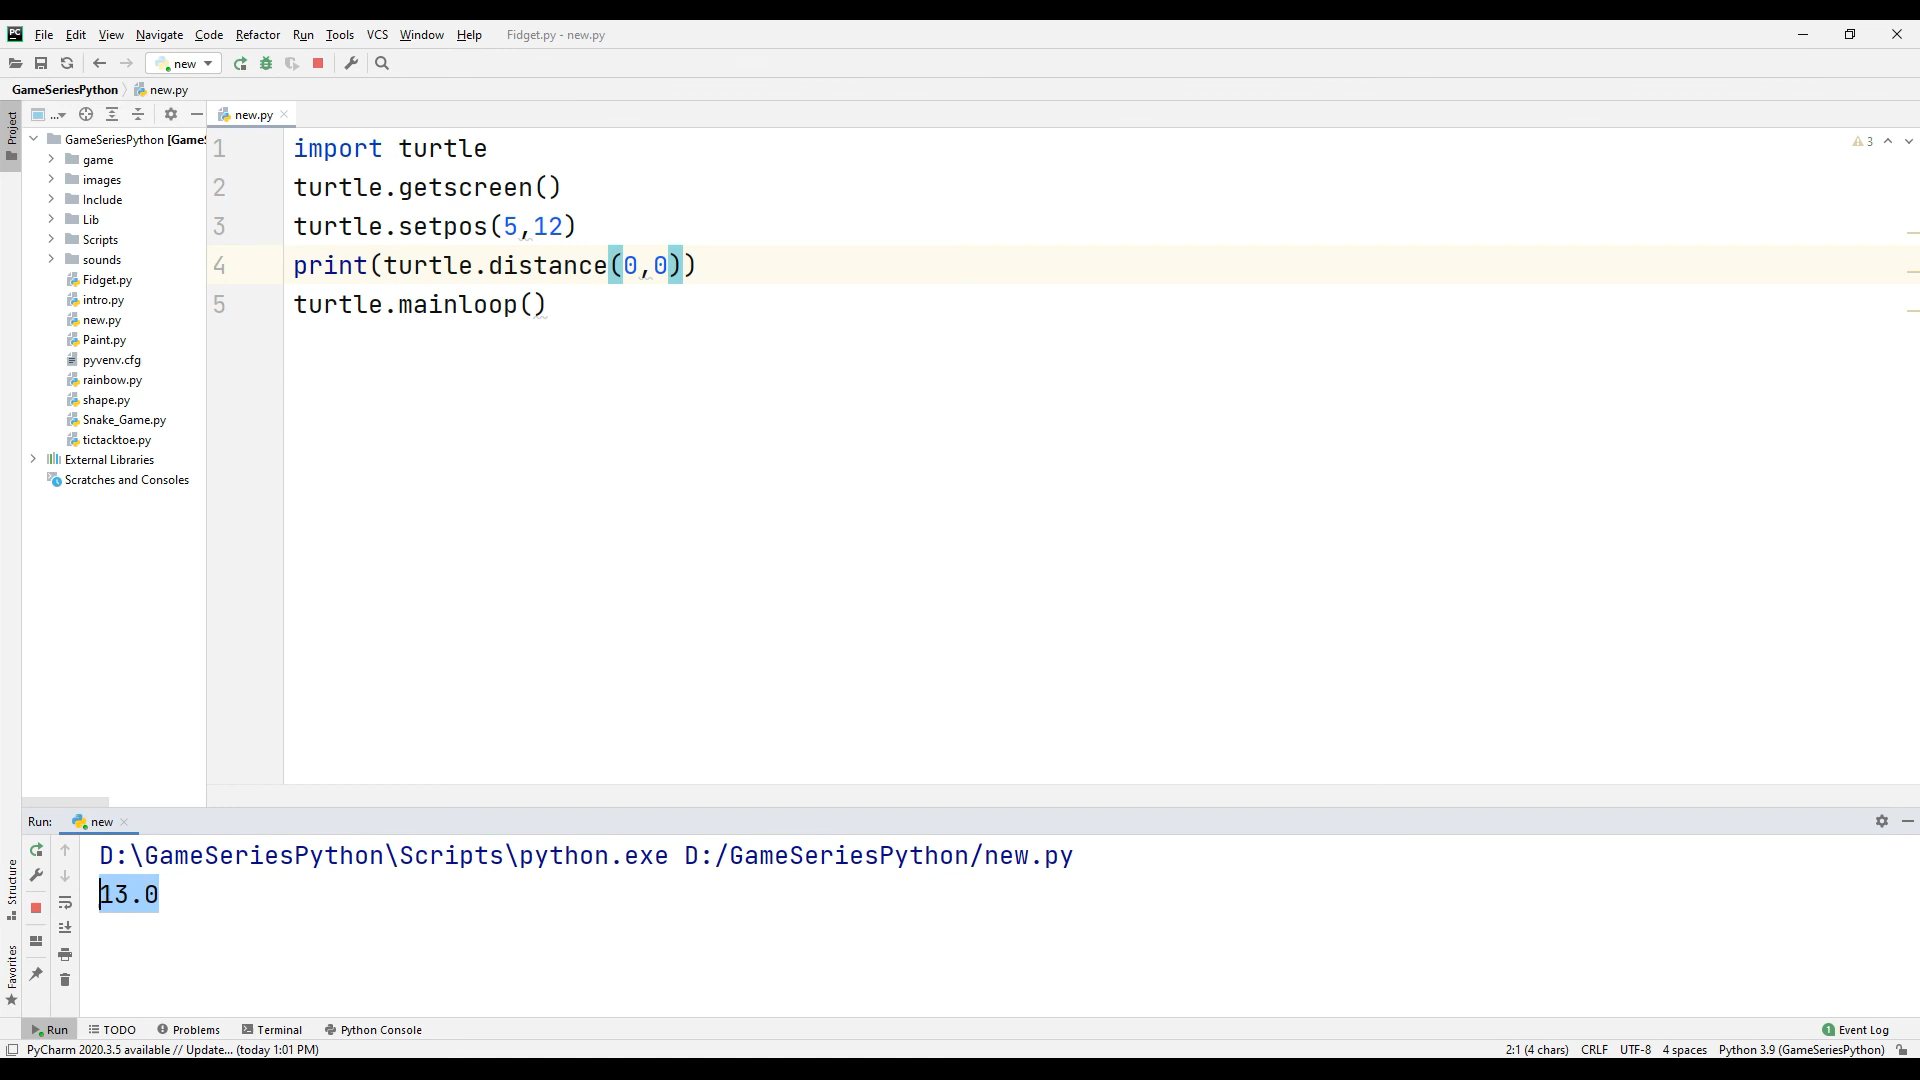 PC File Edit View Navigate Code Refactor Run Tools VCS Window Help Fidget.py - new.py
new
GameSeriesPython new.py
Project
... new.py
GameSeriesPython [GameS
game
images
Include
Lib
Scripts
sounds
Fidget.py
intro.py
new.py
Paint.py
pyvenv.cfg
rainbow.py
shape.py
Snake_Game.py
tictacktoe.py
External Libraries
Scratches and Consoles
1 import turtle
2 turtle.getscreen()
3 turtle.setpos(5,12)
4 print(turtle.distance(0,0))
5 turtle.mainloop()
3
Run: new
D:\GameSeriesPython\Scripts\python.exe D:/GameSeriesPython/new.py
13.0
Structure
Favorites
Run TODO Problems Terminal Python Console 1 Event Log
PyCharm 2020.3.5 available // Update... (today 1:01 PM) 2:1 (4 chars) CRLF UTF-8 4 spaces Python 3.9 (GameSeriesPython)